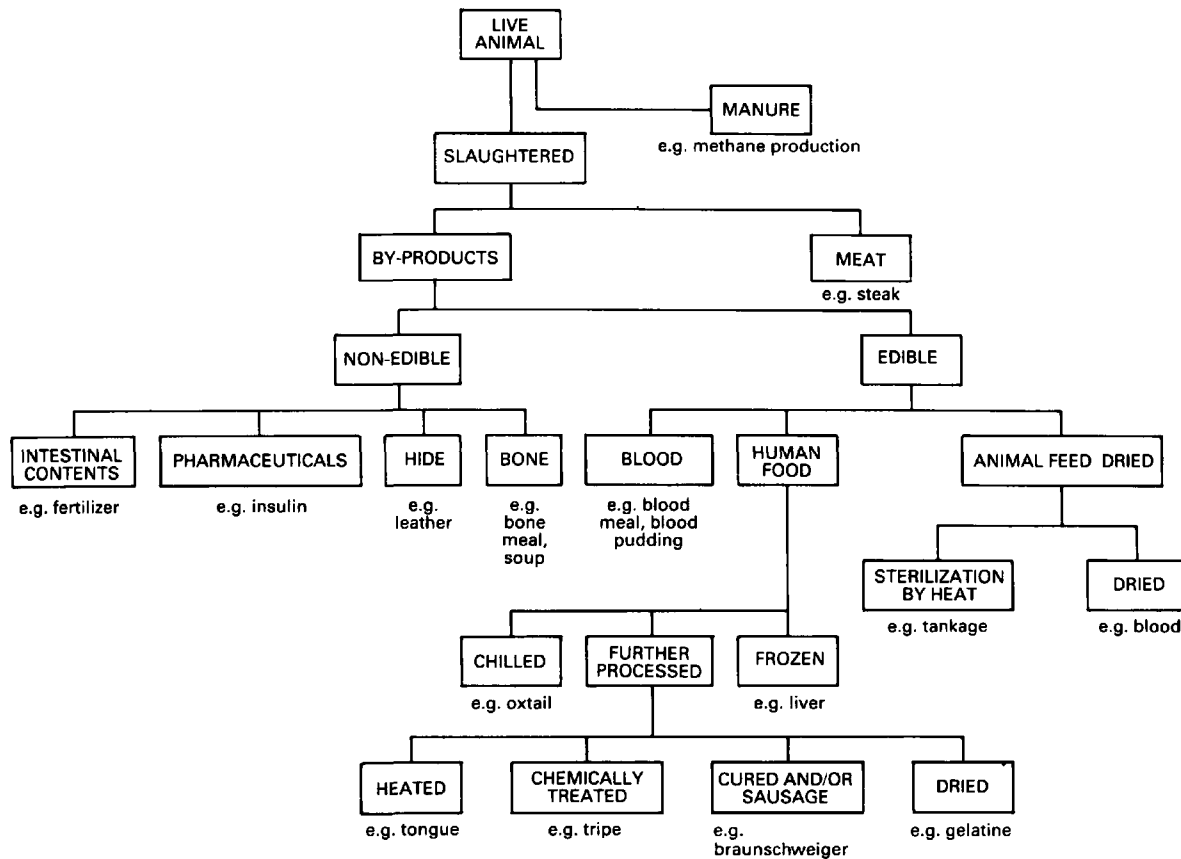 LIVE
ANIMAL
MANURE
e.g. methane production
SLAUGHTERED
BY-PRODUCTS
MEAT
e.g. steak
NON-EDIBLE
EDIBLE
INTESTINAL
CONTENTS
e.g. fertilizer
PHARMACEUTICALS
e.g. insulin
HIDE
e.g.
leather
BONE
e.g.
bone
meal,
soup
BLOOD
e.g. blood
meal, blood
pudding
HUMAN
FOOD
ANIMAL FEED DRIED
STERILIZATION
BY HEAT
e.g. tankage
DRIED
e.g. blood
CHILLED
e.g. oxtail
FURTHER
PROCESSED
FROZEN
e.g. liver
HEATED
e.g. tongue
CHEMICALLY
TREATED
e.g. tripe
CURED AND/OR
SAUSAGE
e.g.
braunschweiger
DRIED
e.g. gelatine